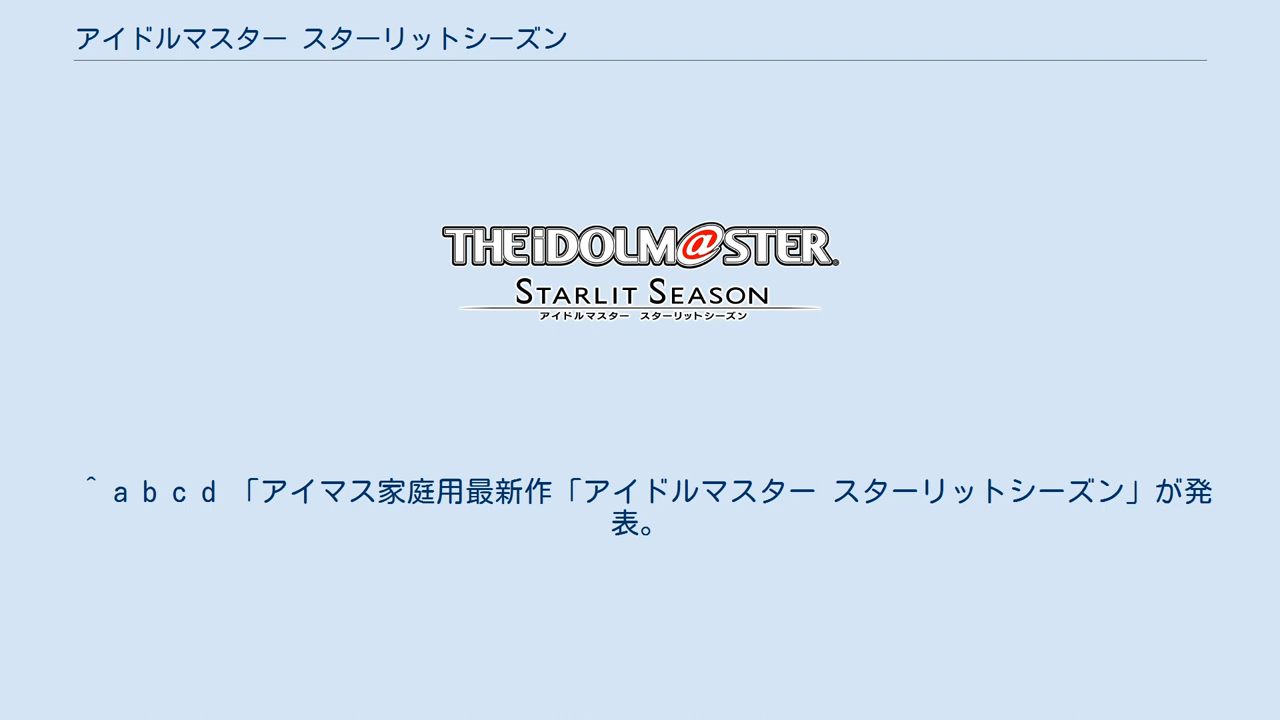 アイドルマスター スターリットシーズン
THE iDOLM@STER
STARLIT SEASON
アイドルマスター スターリットシーズン
＾ａｂｃｄ「アイマス家庭用最新作「アイドルマスター スターリットシーズン」が発
表。